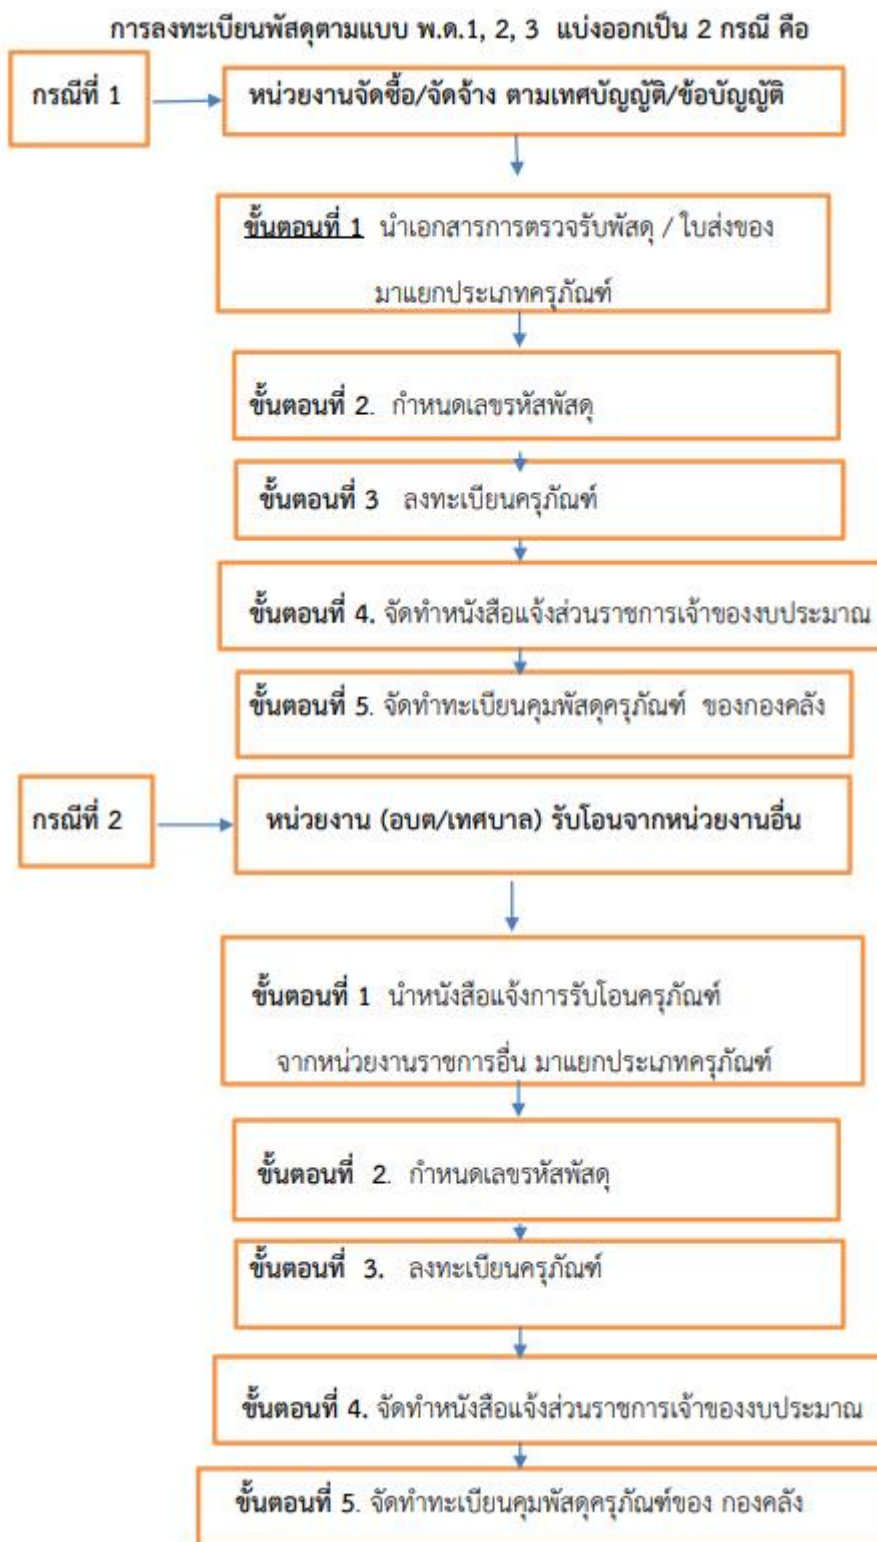 การลงทะเบียนพัสดุตามแบบ พ.ด.1, 2, 3 แบ่งออกเป็น 2 กรณี คือ
กรณีที่ 1
หน่วยงานจัดซื้อ/จัดจ้าง ตามเทศบัญญัติ/ข้อบัญญัติ
ขั้นตอนที่ 1 นำเอกสารการตรวจรับพัสดุ / ใบส่งของ
มาแยกประเภทครุภัณฑ์
ขั้นตอนที่ 2. กำหนดเลขรหัสพัสดุ
ขั้นตอนที่ 3 ลงทะเบียนครุภัณฑ์
ขั้นตอนที่ 4. จัดทำหนังสือแจ้งส่วนราชการเจ้าของงบประมาณ
ขั้นตอนที่ 5. จัดทำทะเบียนคุมพัสดุครุภัณฑ์ ของกองคลัง
กรณีที่ 2
หน่วยงาน (อบต/เทศบาล) รับโอนจากหน่วยงานอื่น
ขั้นตอนที่ 1 นำหนังสือแจ้งการรับโอนครุภัณฑ์
จากหน่วยงานราชการอื่น มาแยกประเภทครุภัณฑ์
ขั้นตอนที่ 2. กำหนดเลขรหัสพัสดุ
ขั้นตอนที่ 3. ลงทะเบียนครุภัณฑ์
ขั้นตอนที่ 4. จัดทำหนังสือแจ้งส่วนราชการเจ้าของงบประมาณ
ขั้นตอนที่ 5. จัดทำทะเบียนคุมพัสดุครุภัณฑ์ของ กองคลัง